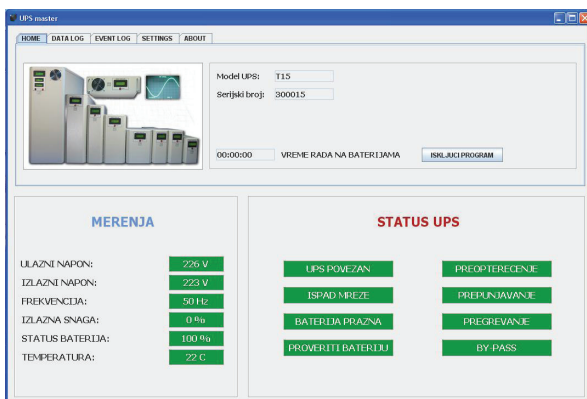 UPS master
HOME DATA LOG EVENT LOG SETTINGS ABOUT
Model UPS: T15
Serijski broj: 300015
00:00:00 VREME RADA NA BATERIJAMA ISKLJUCI PROGRAM
MERENJA
ULAZNI NAPON: 226 V
IZLAZNI NAPON: 223 V
FREKVENCIJA: 50 Hz
IZLAZNA SNAGA: 0 %
STATUS BATERIJA: 100 %
TEMPERATURA: 22 C
STATUS UPS
UPS POVEZAN PREOPTERECENJE
ISPAD MREZE PREPUNJAVANJE
BATERIJA PRAZNA PREGREVANJE
PROVERITI BATERIJU BY-PASS